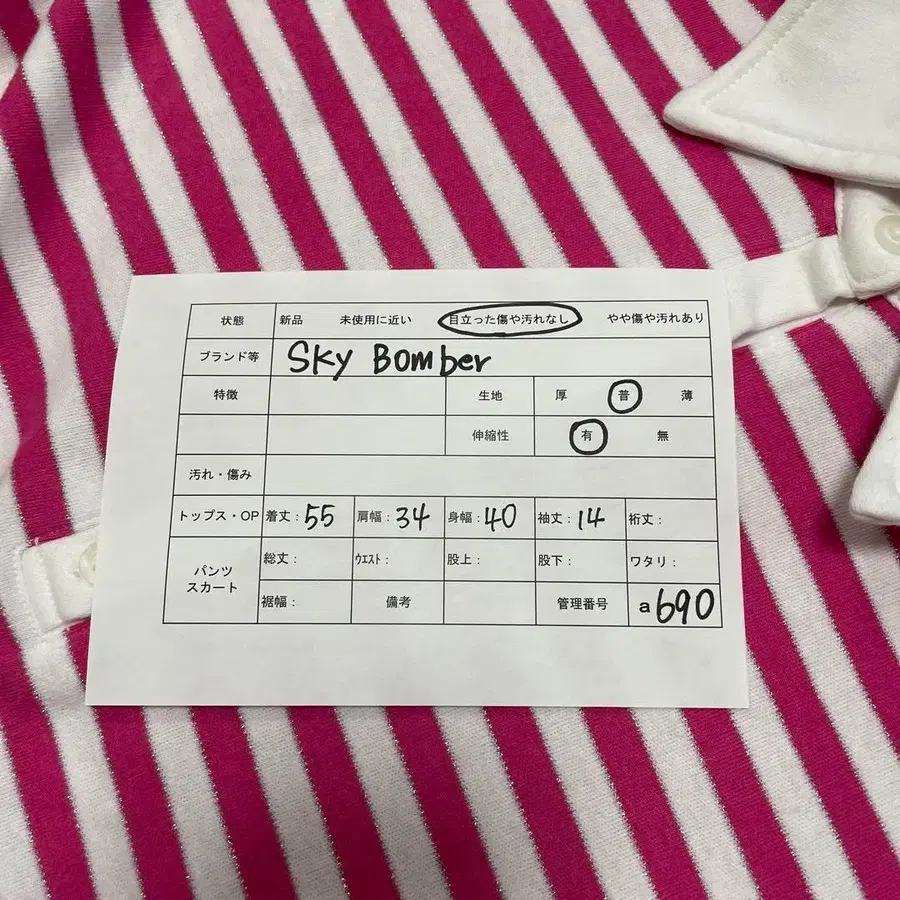 状態 新品 未使用に近い 目立った傷や汚れなし やや傷や汚れあり
ブランド等 Sky Bomber
特徴 生地 厚 普 薄
伸縮性 有 無
汚れ・傷み
トップス・OP 着丈：55 肩幅：34 身幅：40 袖丈：14 裄丈：
パンツ スカート 総丈： ｳｴｽﾄ： 股上： 股下： ワタリ：
裾幅： 備考 管理番号 a690